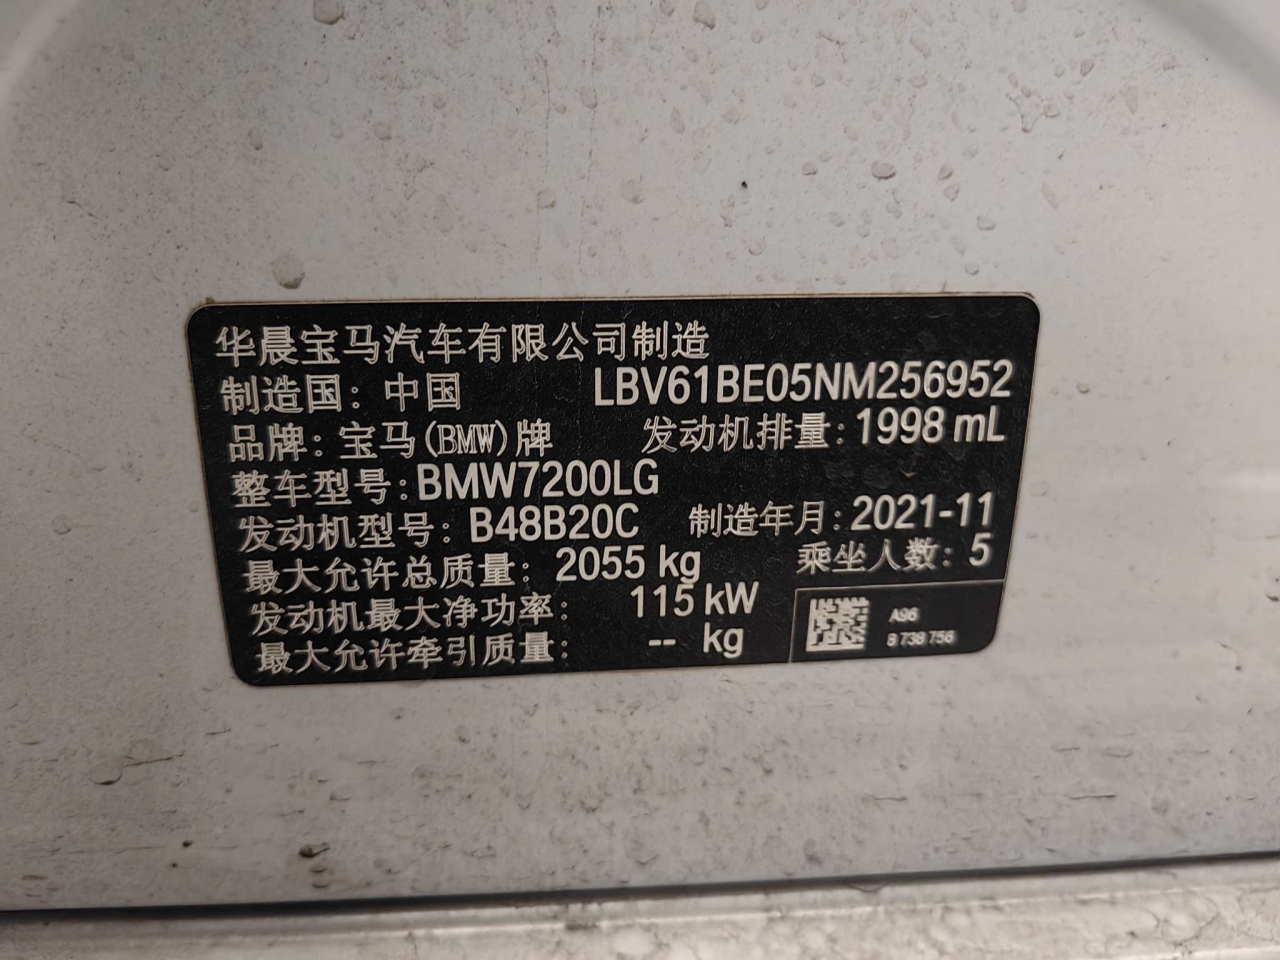 华晨宝马汽车有限公司制造
制造国：中国 LBV61BE05NM256952
品牌：宝马(BMW)牌 发动机排量：1998 mL
整车型号：BMW7200LG
发动机型号：B48B20C 制造年月：2021-11
最大允许总质量：2055 kg 乘坐人数：5
发动机最大净功率：115 kW
最大允许牵引质量：-- kg
A96
8 738 756